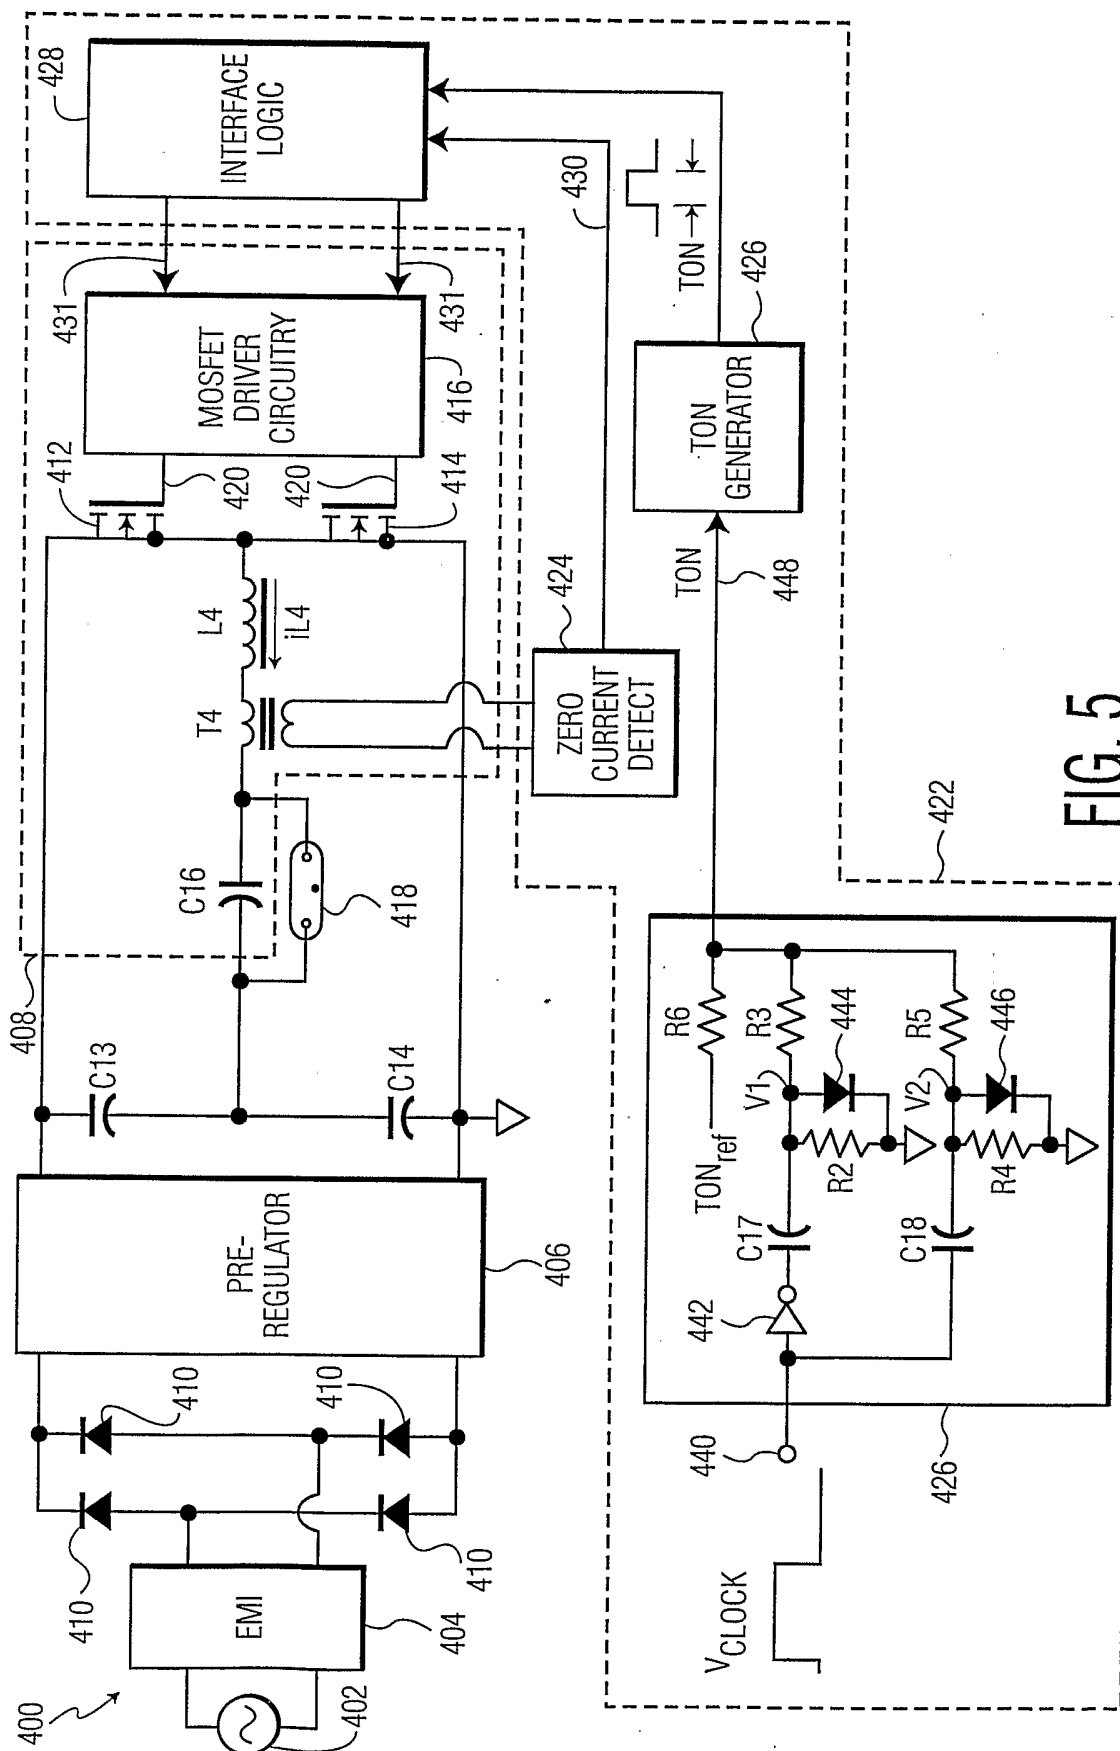 400
402
EMI
404
410
410
410
410
PRE-
REGULATOR
406
408
C13
C14
C16
418
T4
L4
iL4
412
414
420
420
MOSFET
DRIVER
CIRCUITRY
416
431
431
INTERFACE
LOGIC
428
ZERO
CURRENT
DETECT
424
430
VCLOCK
440
442
426
C17
C18
TONref
R6
R3
R5
R2
R4
V1
V2
444
446
TON
448
TON
GENERATOR
426
TON
422
FIG. 5